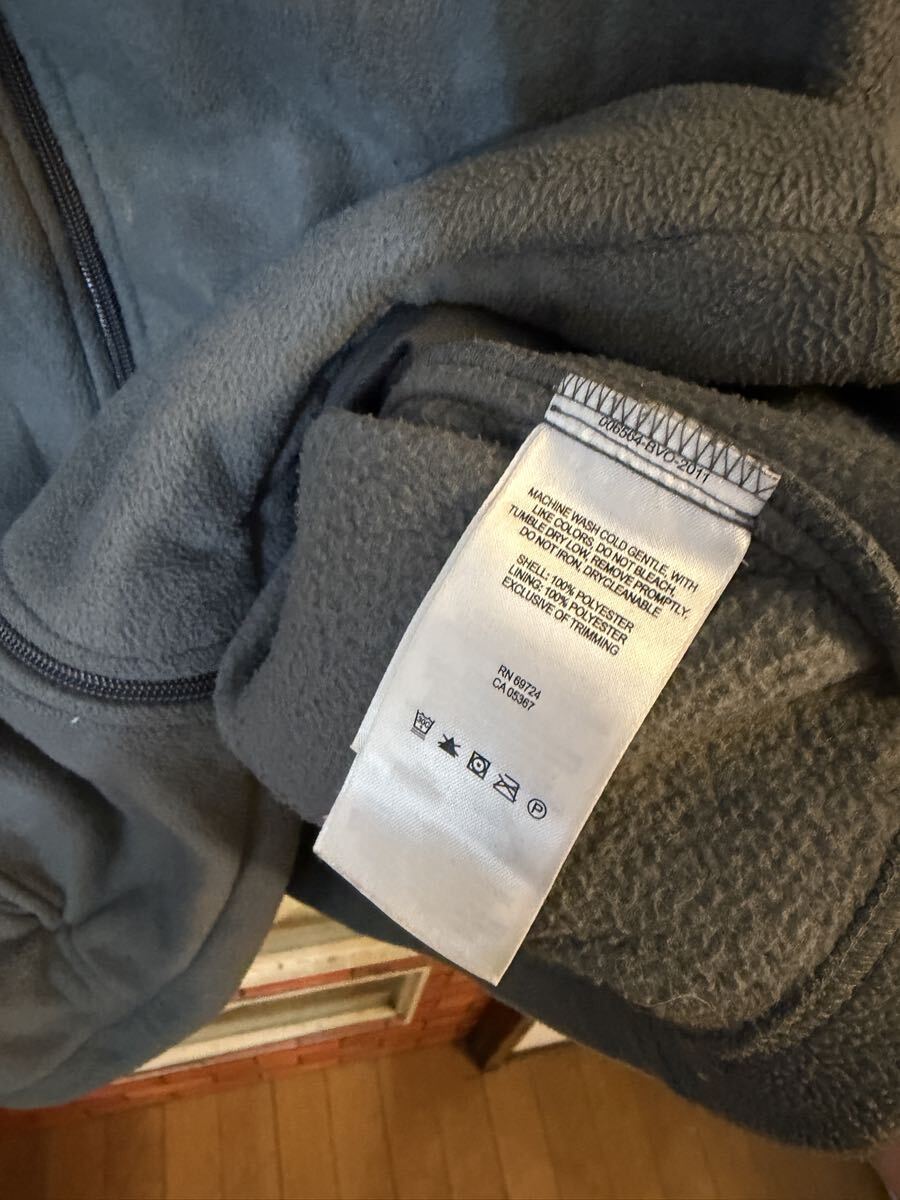 006564-BVO-2011
MACHINE WASH COLD GENTLE, WITH
LIKE COLORS, DO NOT BLEACH,
TUMBLE DRY LOW, REMOVE PROMPTLY.
DO NOT IRON. DRYCLEANABLE
SHELL: 100% POLYESTER
LINING: 100% POLYESTER
EXCLUSIVE OF TRIMMING
RN 69724
CA 05367
30C
P